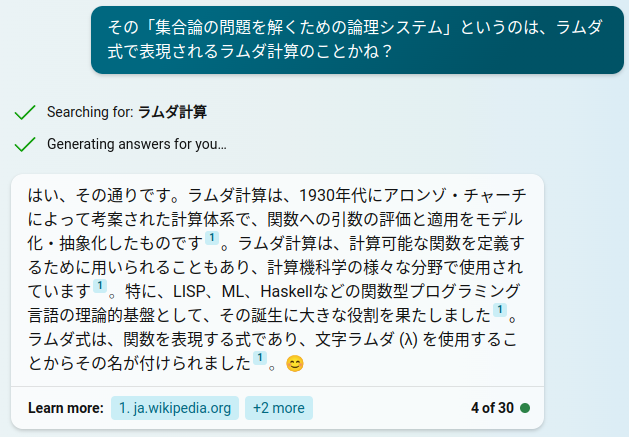 その「集合論の問題を解くための論理システム」というのは、ラムダ
式で表現されるラムダ計算のことかね？
Searching for: ラムダ計算
Generating answers for you…
はい、その通りです。ラムダ計算は、1930年代にアロンゾ・チャーチ
によって考案された計算体系で、関数への引数の評価と適用をモデル
化・抽象化したものです 1 。ラムダ計算は、計算可能な関数を定義す
るために用いられることもあり、計算機科学の様々な分野で使用され
ています 1 。特に、LISP、ML、Haskellなどの関数型プログラミング
言語の理論的基盤として、その誕生に大きな役割を果たしました 1 。
ラムダ式は、関数を表現する式であり、文字ラムダ (λ) を使用するこ
とからその名が付けられました 1 。😊
Learn more: 1. ja.wikipedia.org +2 more 4 of 30